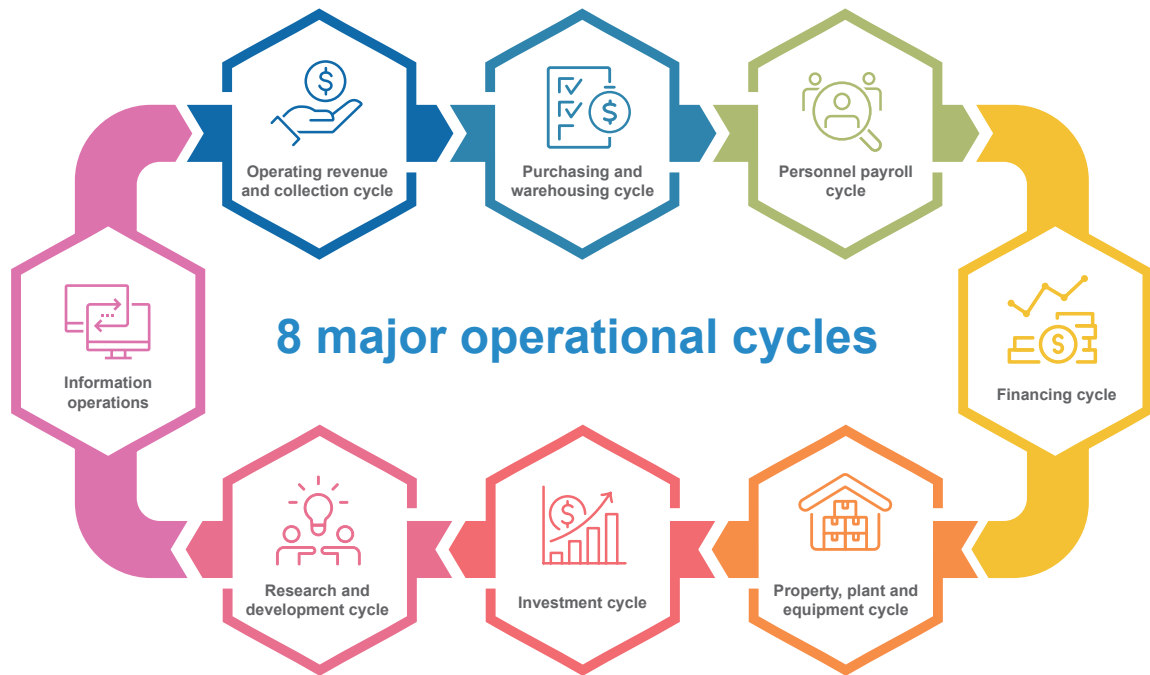 Operating revenue
and collection cycle
Purchasing and
warehousing cycle
Personnel payroll
cycle
8 major operational cycles
Information
operations
Financing cycle
Research and
development cycle
Investment cycle
Property, plant and
equipment cycle
$
$
$
$